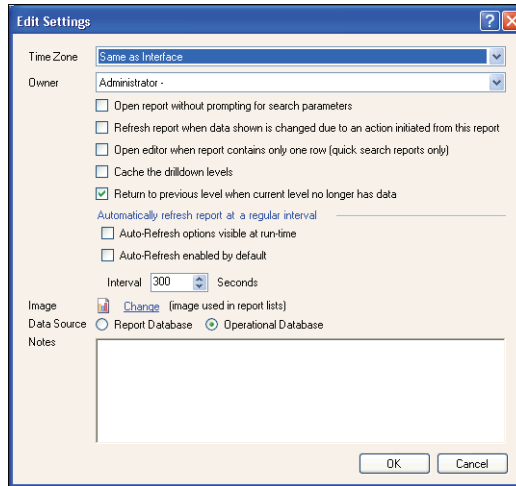 Edit Settings
Time Zone Same as Interface
Owner Administrator -
Open report without prompting for search parameters
Refresh report when data shown is changed due to an action initiated from this report
Open editor when report contains only one row (quick search reports only)
Cache the drilldown levels
Return to previous level when current level no longer has data
Automatically refresh report at a regular interval
Auto-Refresh options visible at run-time
Auto-Refresh enabled by default
Interval 300 Seconds
Image Change (image used in report lists)
Data Source Report Database Operational Database
Notes
OK Cancel